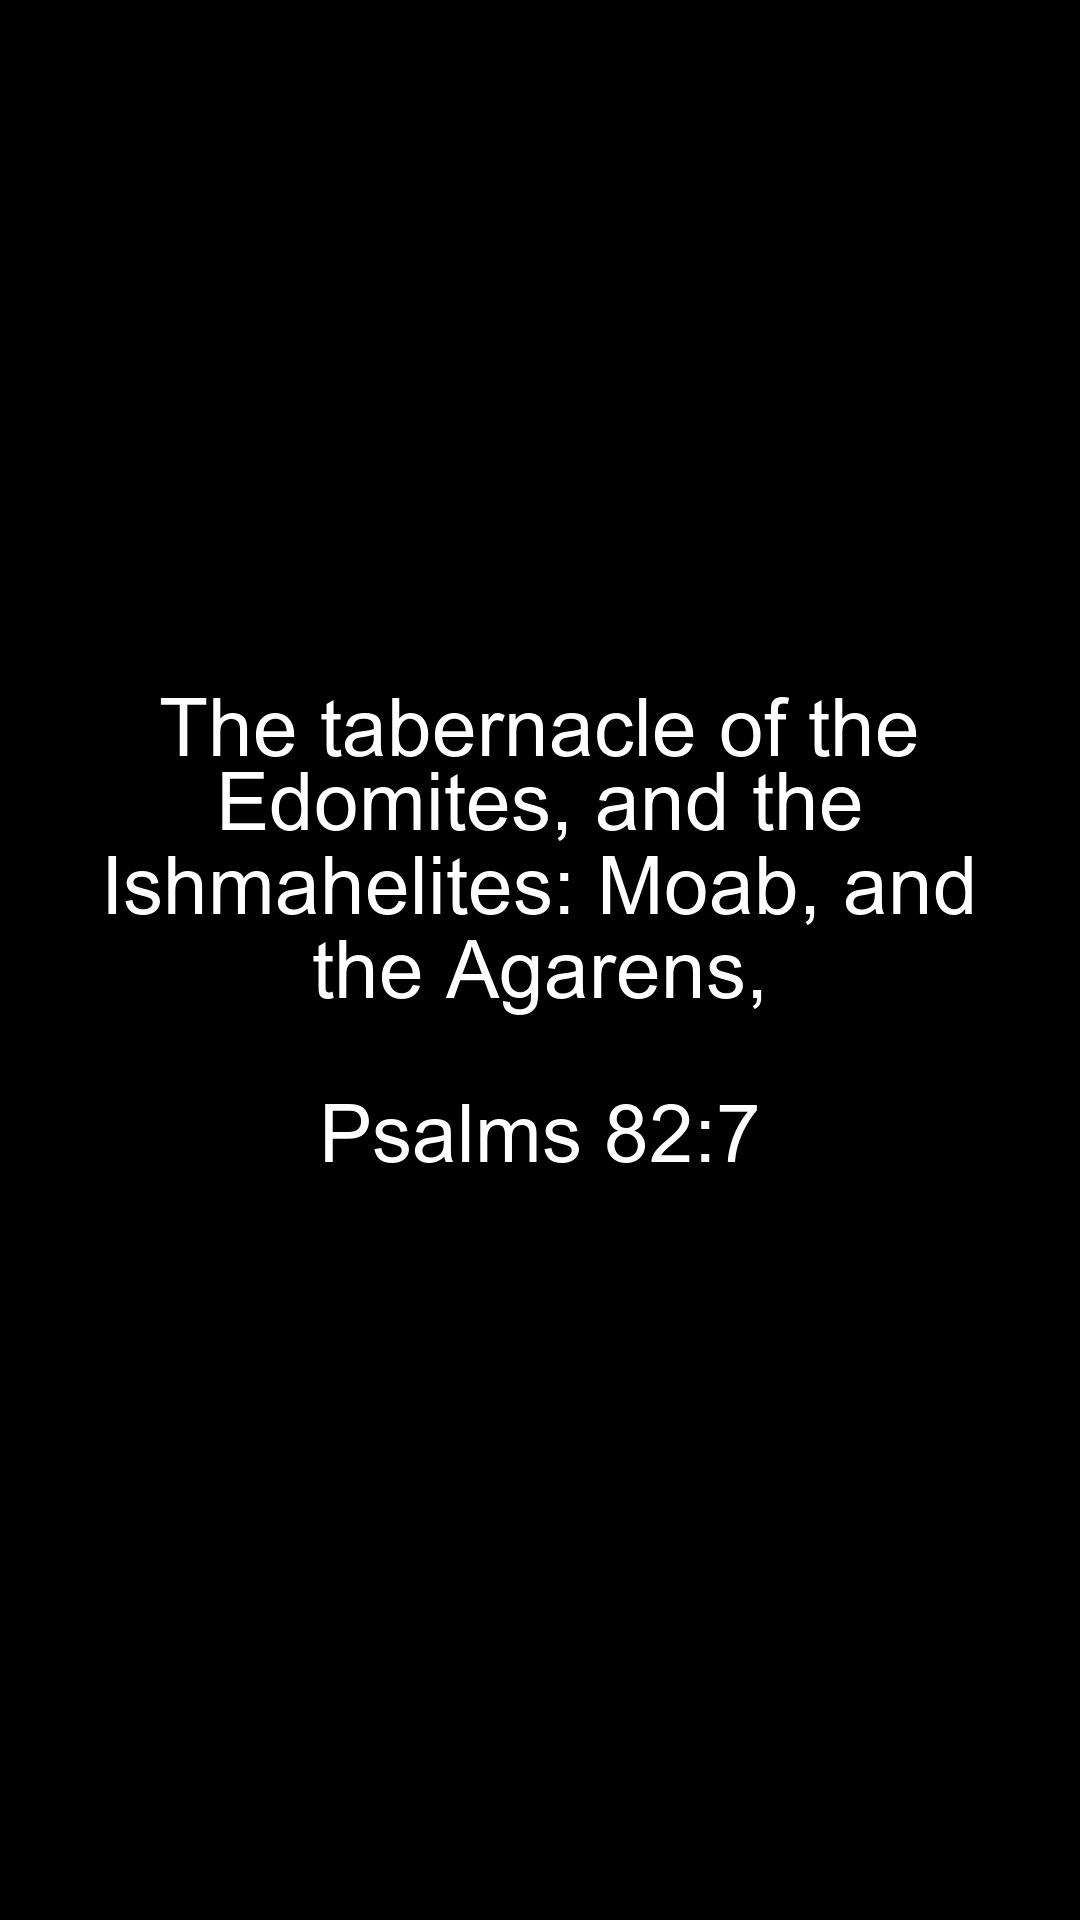 The tabernacle of the
Edomites, and the
Ishmahelites: Moab, and
the Agarens,
Psalms 82:7